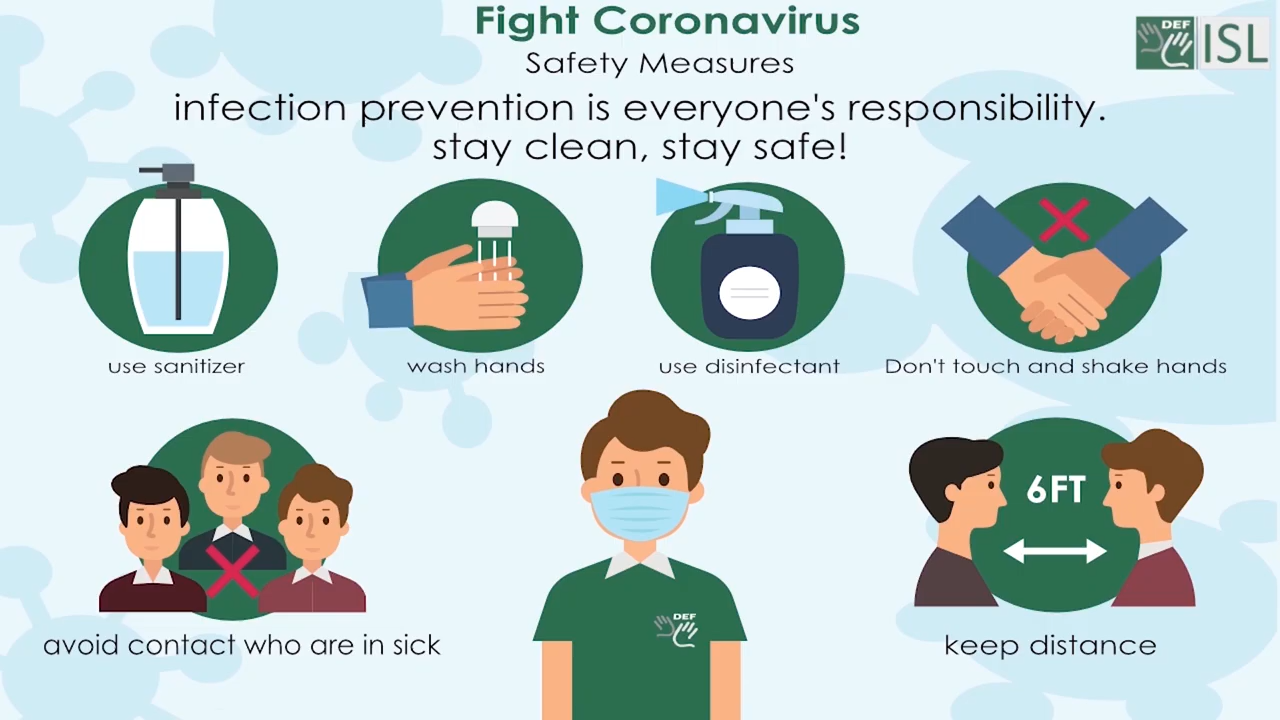 Fight Coronavirus
DEF
ISL
Safety Measures
infection prevention is everyone's responsibility.
stay clean, stay safe!
use sanitizer
wash hands
use disinfectant
Don't touch and shake hands
6FT
DEF
avoid contact who are in sick
keep distance